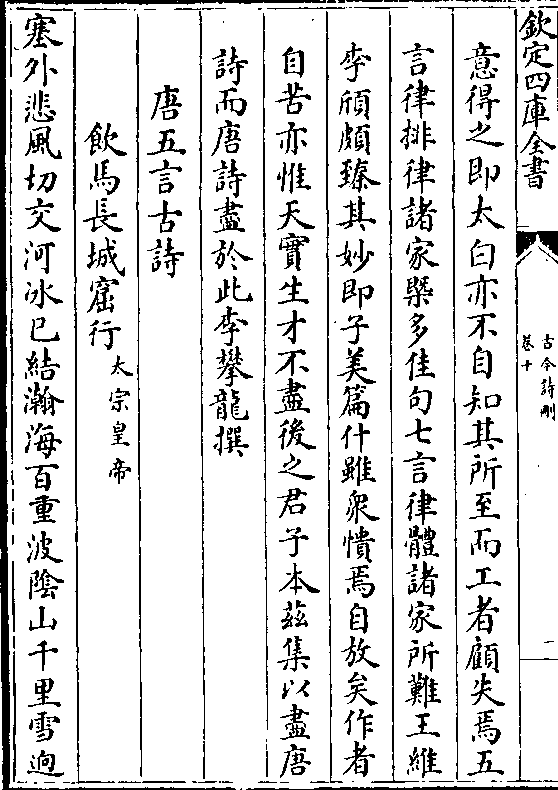 欽定四庫全書
古今詩刪
卷十
一
意得之即太白亦不自知其所至而工者顧失焉五
言律排律諸家槩多佳句七言律體諸家所難王維
李頎頗臻其妙即子美篇什雖衆憒焉自放矣作者
自苦亦惟天實生才不盡後之君子本茲集以盡唐
詩而唐詩盡於此李攀龍撰
唐五言古詩
飲馬長城窟行 太宗皇帝
塞外悲風切交河冰已結瀚海百重波隂山千里雪逈